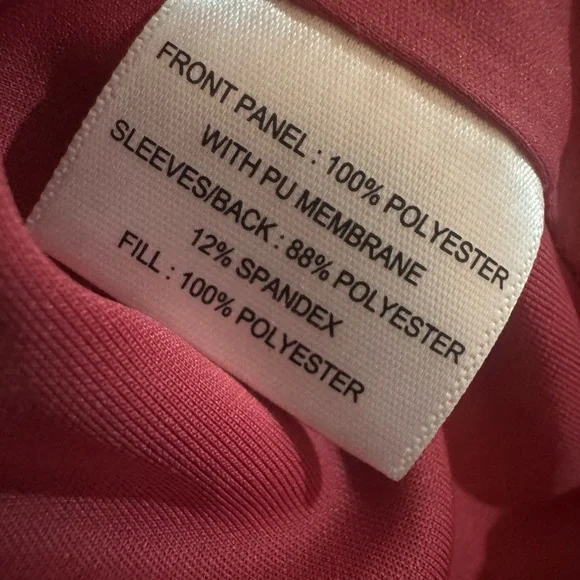 FRONT PANEL : 100% POLYESTER
WITH PU MEMBRANE
SLEEVES/BACK : 88% POLYESTER
12% SPANDEX
FILL : 100% POLYESTER